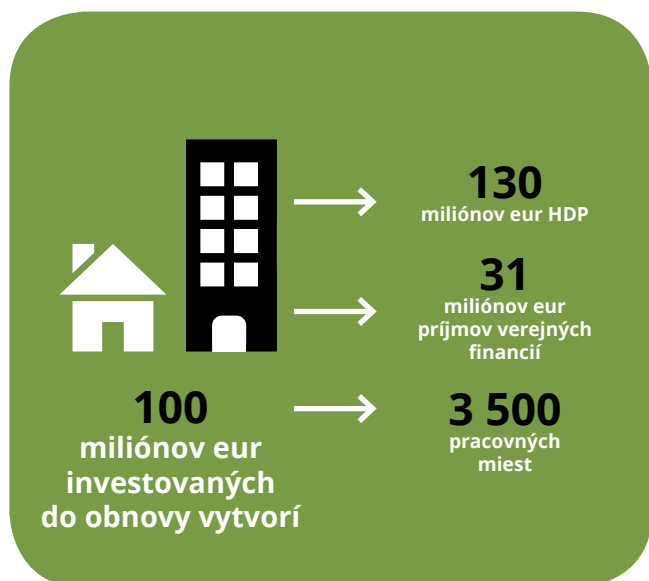 100
miliónov eur
investovaných
do obnovy vytvorí
130
miliónov eur HDP
31
miliónov eur
príjmov verejných
financií
3 500
pracovných
miest